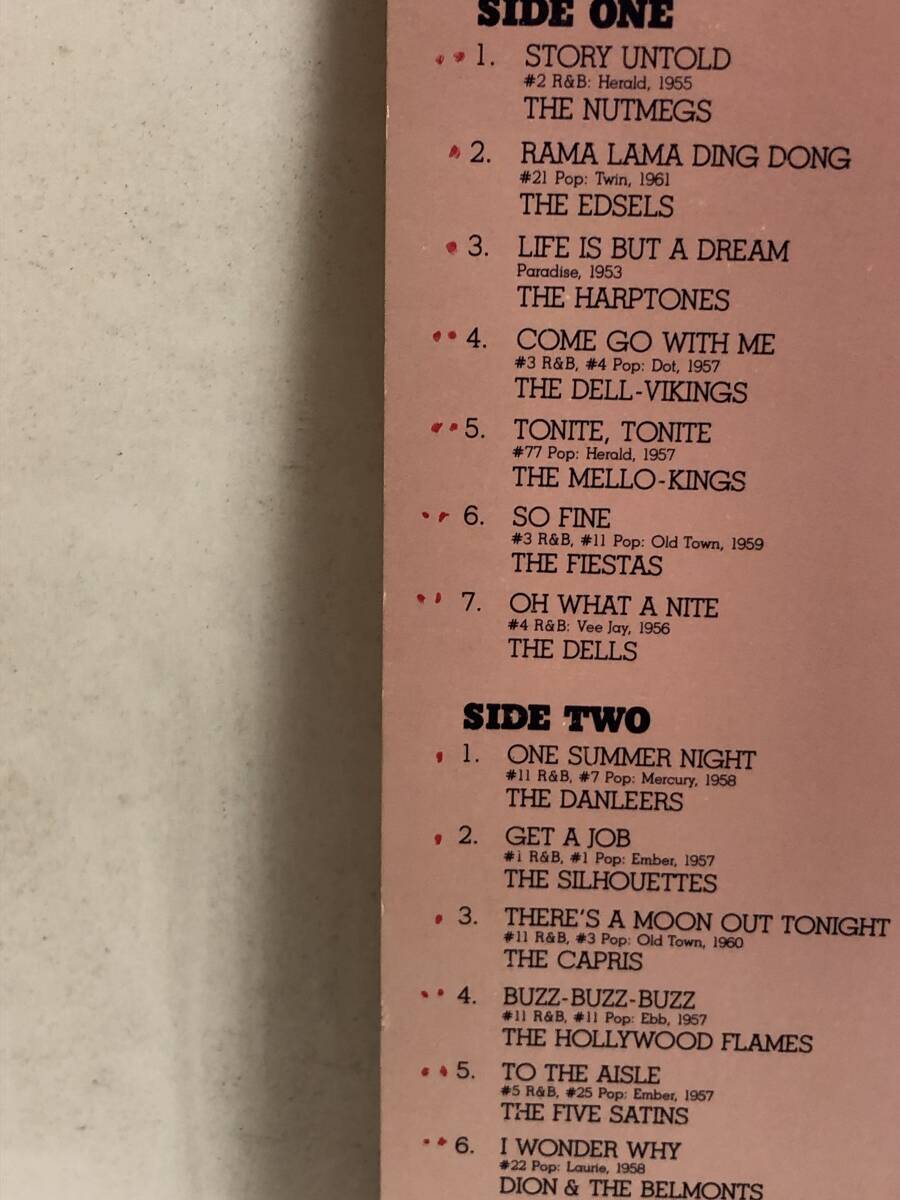 SIDE ONE
1. STORY UNTOLD
#2 R&B: Herald, 1955
THE NUTMEGS
2. RAMA LAMA DING DONG
#21 Pop: Twin, 1961
THE EDSELS
3. LIFE IS BUT A DREAM
Paradise, 1953
THE HARPTONES
4. COME GO WITH ME
#3 R&B, #4 Pop: Dot, 1957
THE DELL-VIKINGS
5. TONITE, TONITE
#77 Pop: Herald, 1957
THE MELLO-KINGS
6. SO FINE
#3 R&B, #11 Pop: Old Town, 1959
THE FIESTAS
7. OH WHAT A NITE
#4 R&B: Vee Jay, 1956
THE DELLS
SIDE TWO
1. ONE SUMMER NIGHT
#11 R&B, #7 Pop: Mercury, 1958
THE DANLEERS
2. GET A JOB
#1 R&B, #1 Pop: Ember, 1957
THE SILHOUETTES
3. THERE'S A MOON OUT TONIGHT
#11 R&B, #3 Pop: Old Town, 1960
THE CAPRIS
4. BUZZ-BUZZ-BUZZ
#11 R&B, #11 Pop: Ebb, 1957
THE HOLLYWOOD FLAMES
5. TO THE AISLE
#5 R&B, #25 Pop: Ember, 1957
THE FIVE SATINS
6. I WONDER WHY
#22 Pop: Laurie, 1958
DION & THE BELMONTS